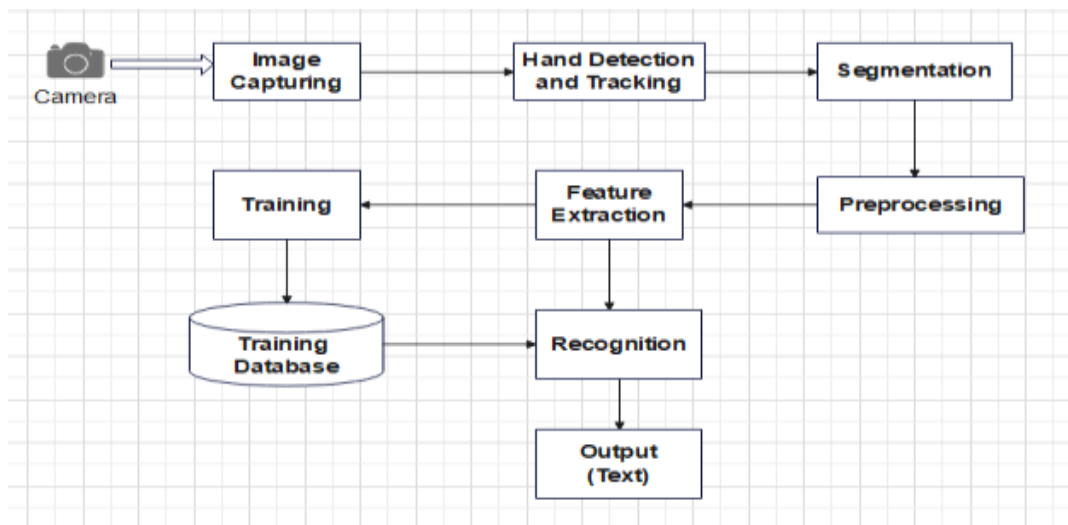 Camera
Image
Capturing
Hand Detection
and Tracking
Segmentation
Training
Feature
Extraction
Preprocessing
Training
Database
Recognition
Output
(Text)